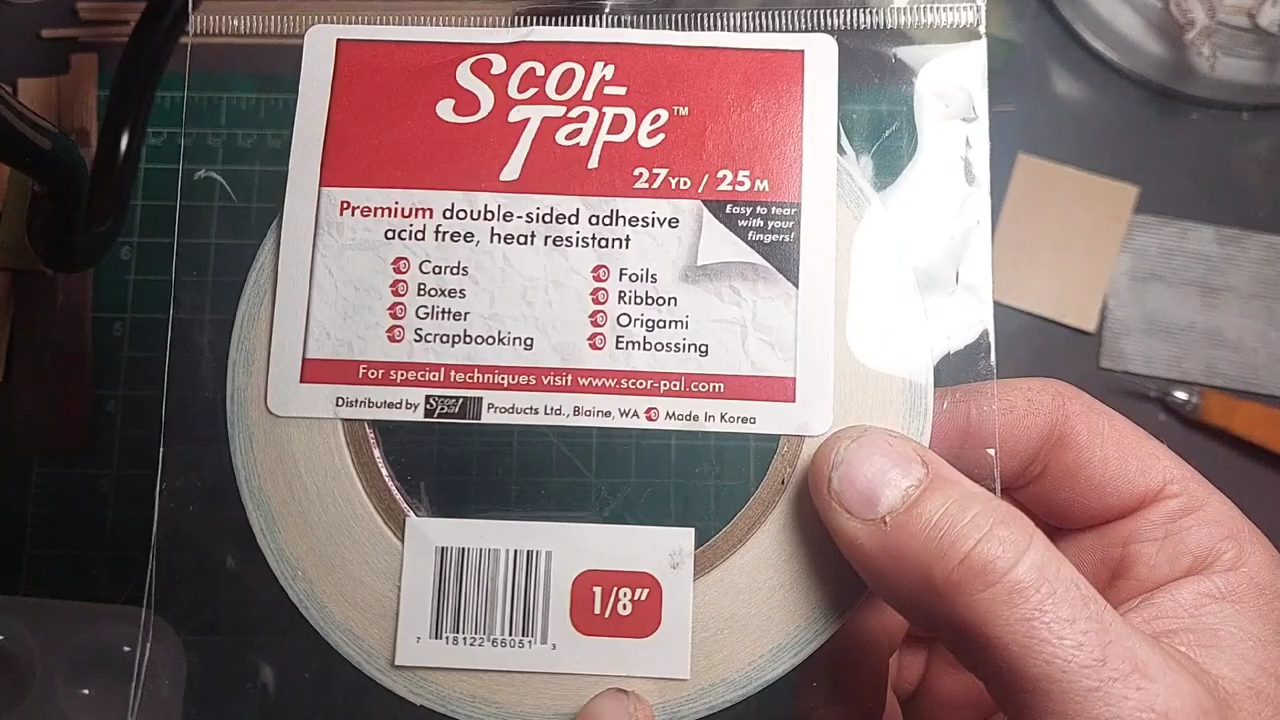 Scor-
Tape™
27YD / 25M
Premium double-sided adhesive
acid free, heat resistant
Easy to tear
with your
fingers!
Cards
Boxes
Glitter
Scrapbooking
Foils
Ribbon
Origami
Embossing
For special techniques visit www.scor-pal.com
Distributed by Scor-Pal Products Ltd., Blaine, WA Made In Korea
1/8"
7 18122 66051 3
6
5